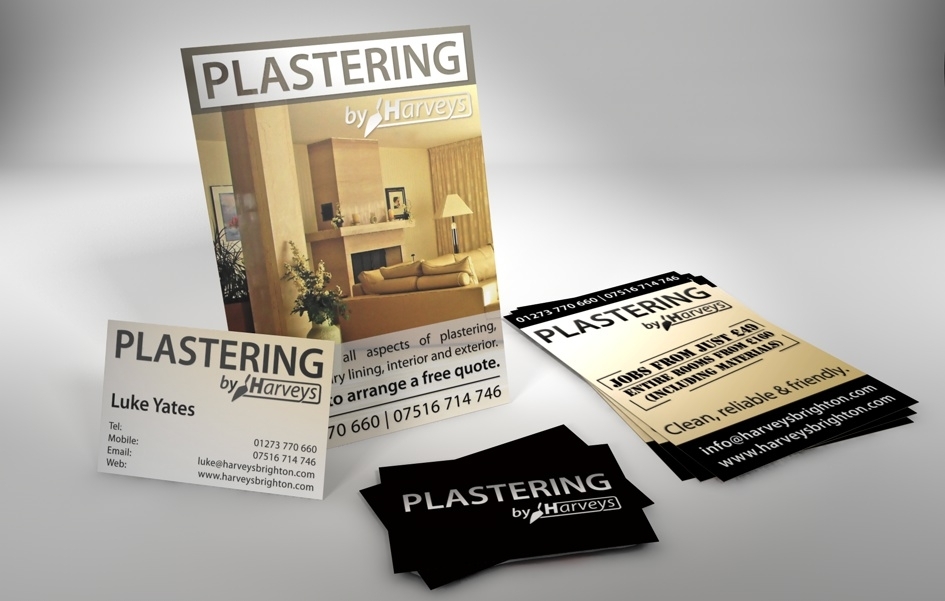 PLASTERING
by Harveys
all aspects of plastering,
lining, interior and exterior.
to arrange a free quote.
70 660 | 07516 714 746
PLASTERING
by Harveys
Luke Yates
Tel: 01273 770 660
Mobile: 07516 714 746
Email: luke@harveysbrighton.com
Web: www.harveysbrighton.com
PLASTERING
by Harveys
01273 770 660 | 07516 714 746
PLASTERING
by Harveys
JOBS FROM JUST £49
ENTIRE ROOMS FROM £160
(INCLUDING MATERIALS)
Clean, reliable & friendly.
info@harveysbrighton.com
www.harveysbrighton.com